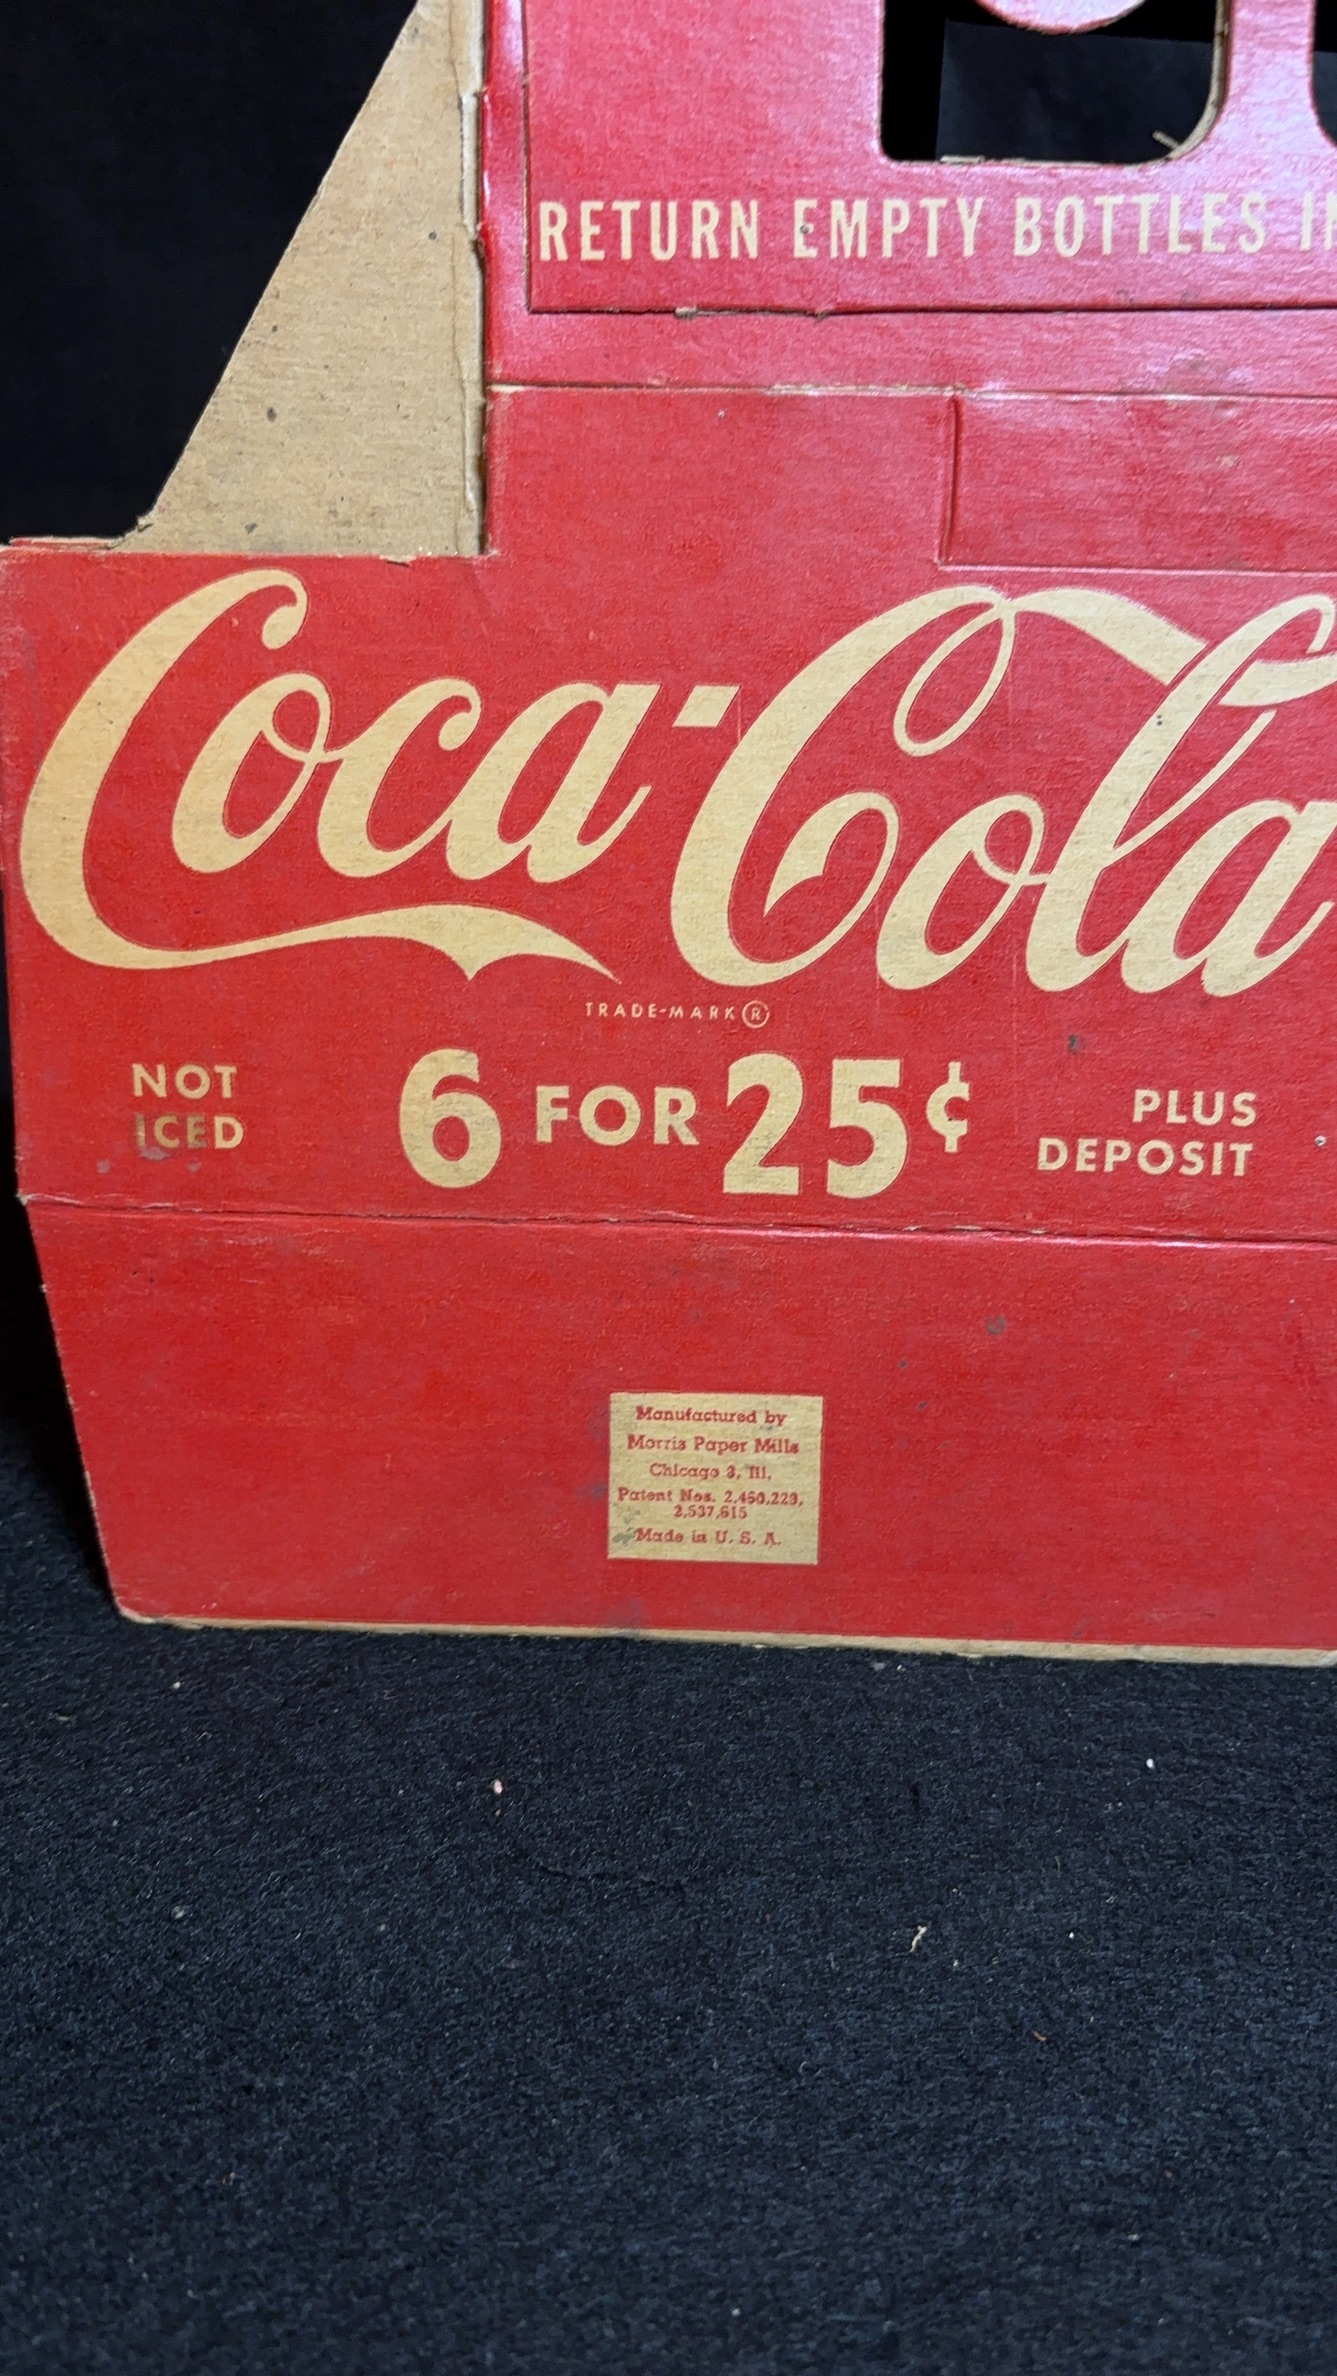 RETURN EMPTY BOTTLES
Coca-Cola
TRADE-MARK ®
NOT
ICED
6 FOR 25¢
PLUS
DEPOSIT
Manufactured by
Morris Paper Mills
Chicago 3, Ill,
Patent Nos. 2,460,229,
2,537,615
Made in U. S. A.